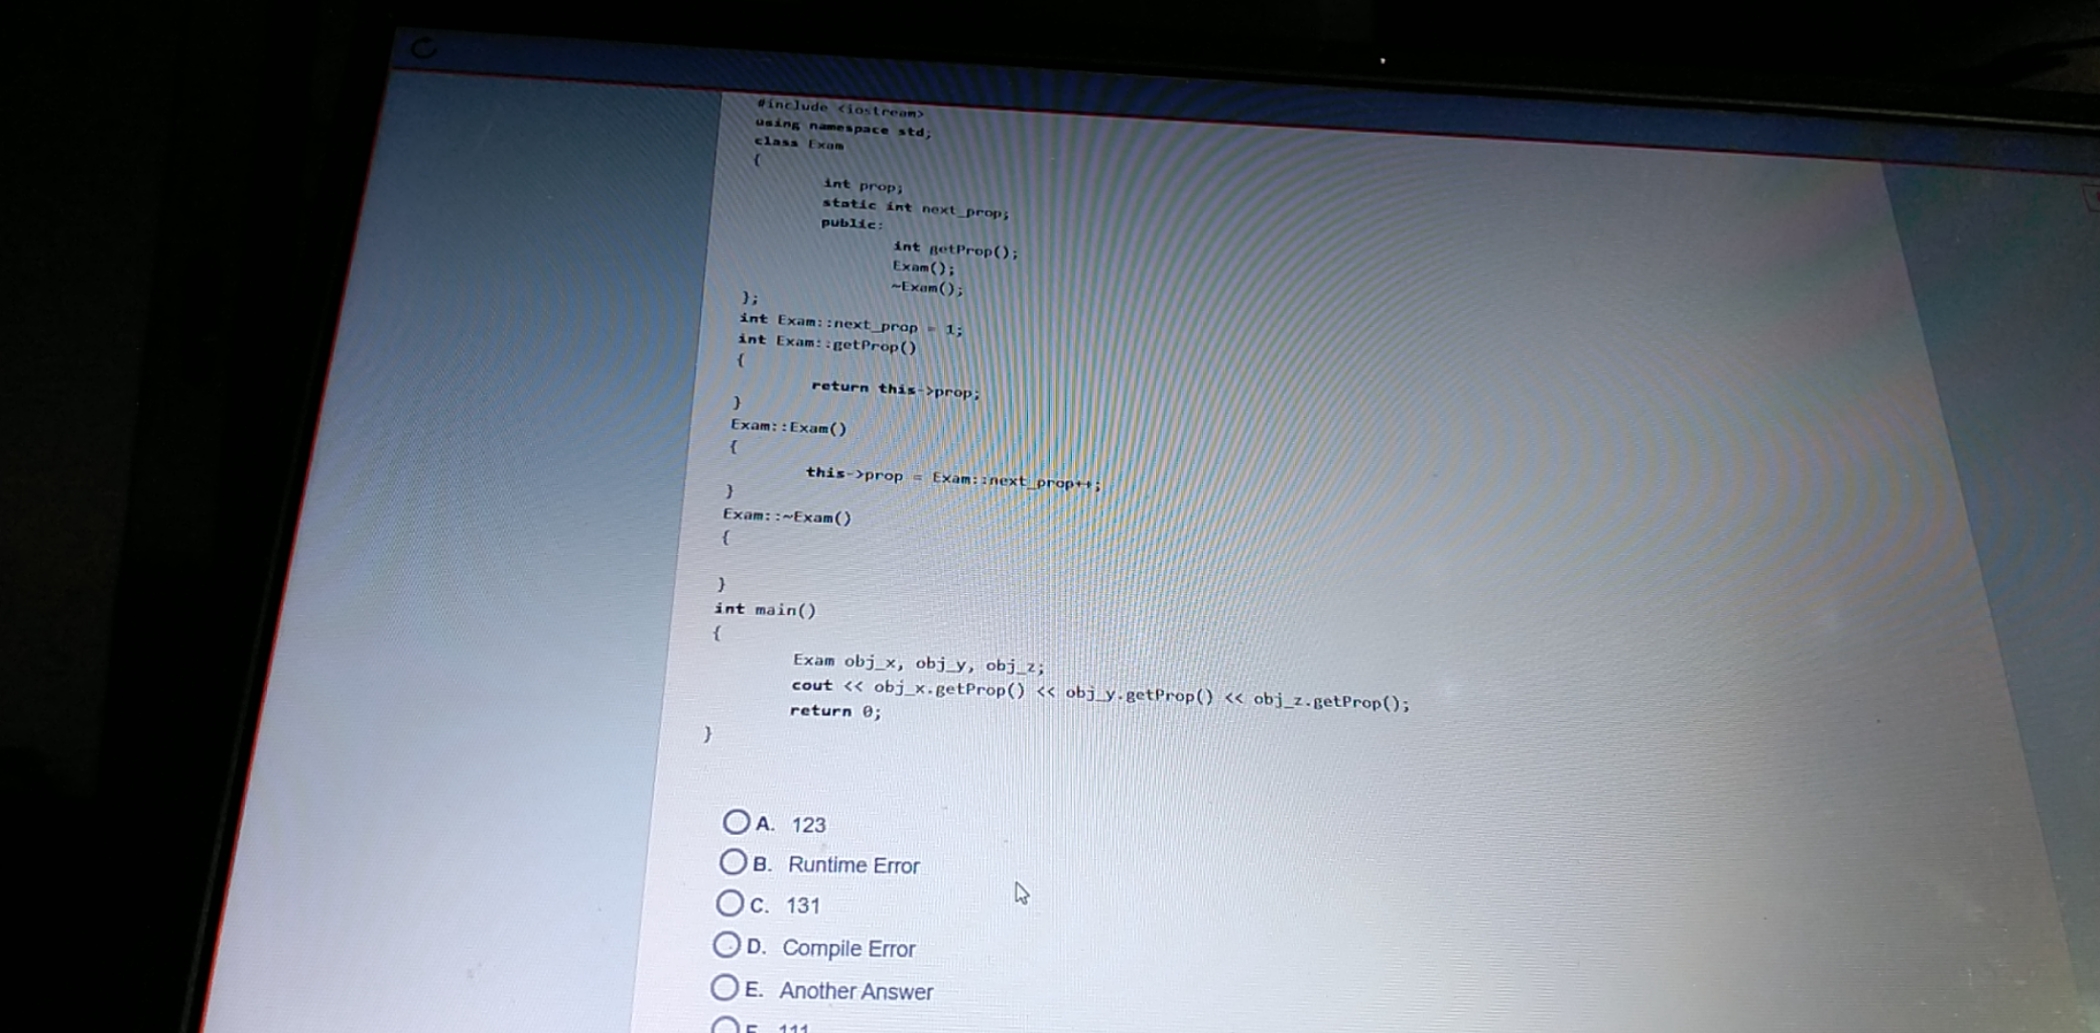 #include <iostream>
using namespace std;
class Exam
{
int prop;
static int next_prop;
public:
int getProp();
Exam();
~Exam();
};
int Exam::next_prop = 1;
int Exam::getProp()
{
return this->prop;
}
Exam::Exam()
{
this->prop = Exam::next_prop++;
}
Exam::~Exam()
{
}
int main()
{
Exam obj_x, obj_y, obj_z;
cout << obj_x.getProp() << obj_y.getProp() << obj_z.getProp();
return 0;
}
A. 123
B. Runtime Error
C. 131
D. Compile Error
E. Another Answer
F. 111